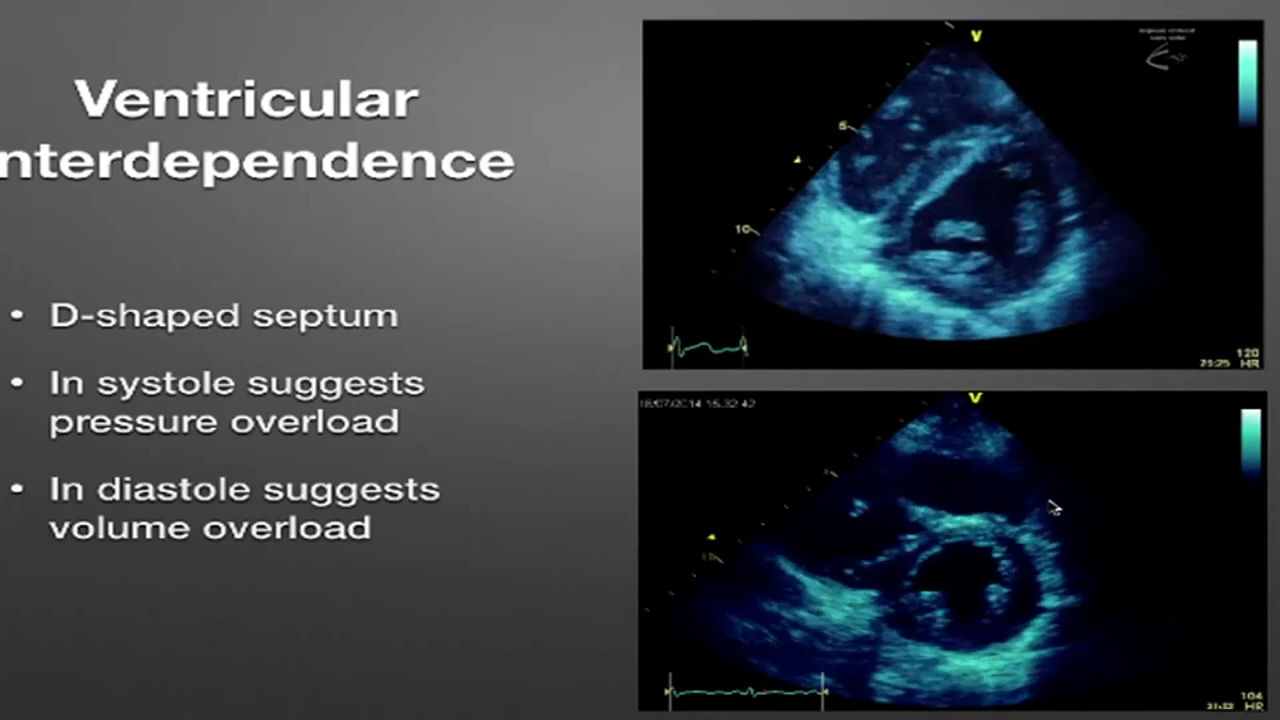 Ventricular
nterdependence
• D-shaped septum
• In systole suggests
pressure overload
• In diastole suggests
volume overload
V
5
10
120
HR
V
18/07/2014 15:32:42
104
HR